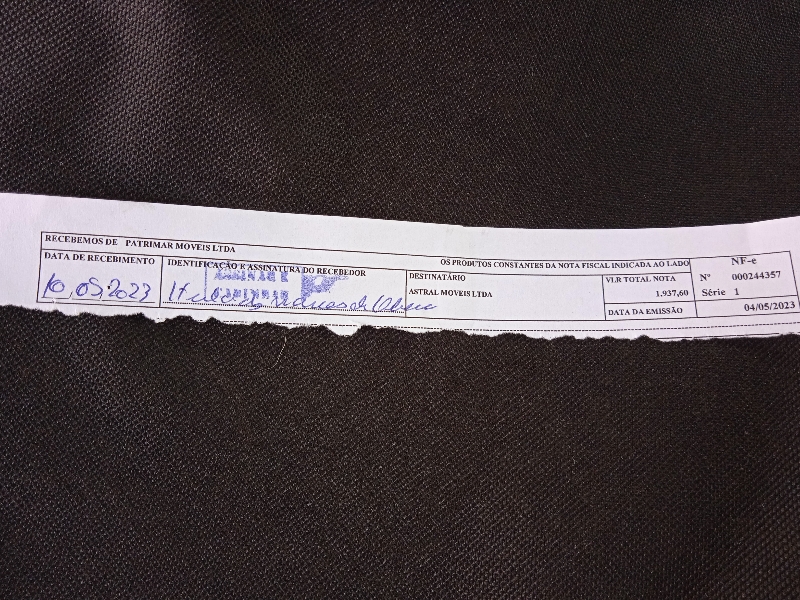 RECEBEMOS DE PATRIMAR MOVEIS LTDA OS PRODUTOS CONSTANTES DA NOTA FISCAL INDICADA AO LADO
DATA DE RECEBIMENTO
10.05.2023
IDENTIFICAÇÃO E ASSINATURA DO RECEBEDOR
DESTINATÁRIO
ASTRAL MOVEIS LTDA
VLR TOTAL NOTA
1.937,60
DATA DA EMISSÃO
04/05/2023
NF-e
Nº 000244357
Série 1